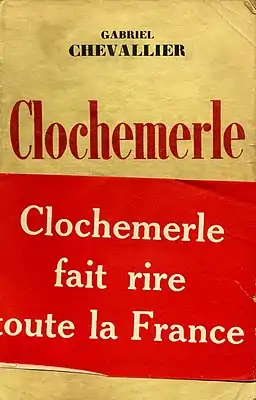 GABRIEL
CHEVALLIER
Clochemerle
Clochemerle
fait rire
toute la France